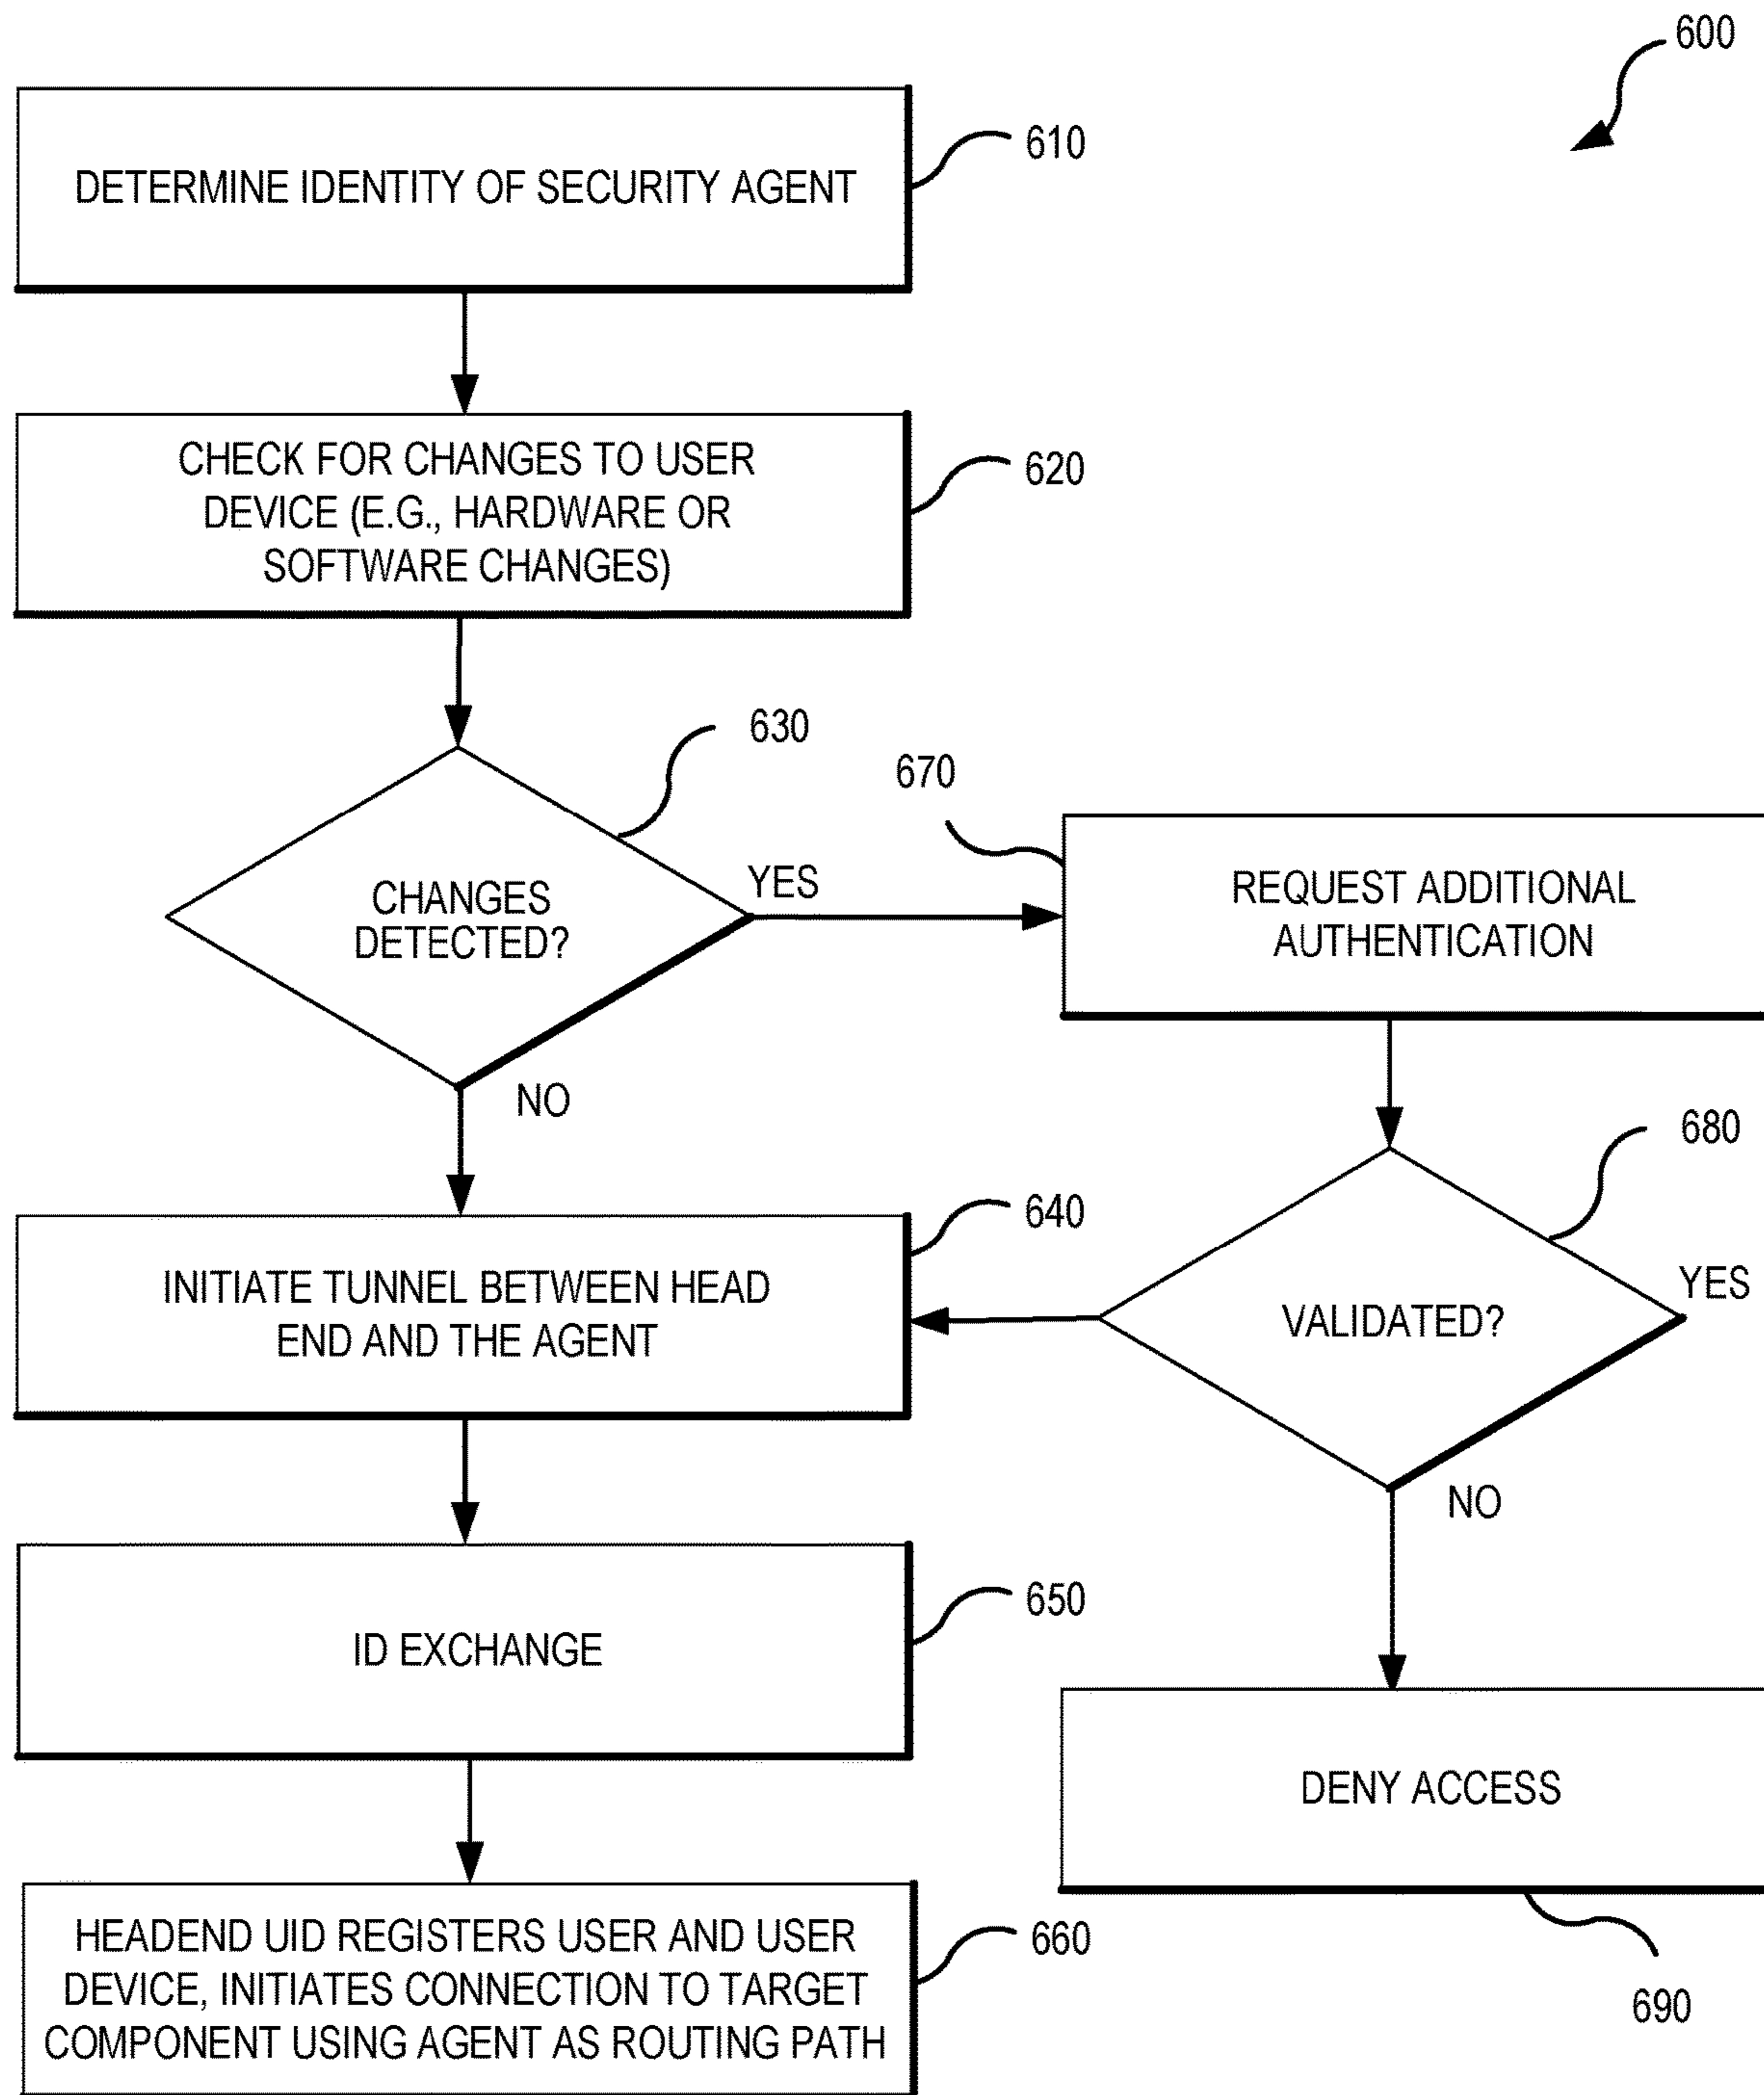 600
610
DETERMINE IDENTITY OF SECURITY AGENT
620
CHECK FOR CHANGES TO USER
DEVICE (E.G., HARDWARE OR
SOFTWARE CHANGES)
630
CHANGES
DETECTED?
YES
NO
670
REQUEST ADDITIONAL
AUTHENTICATION
680
VALIDATED?
YES
NO
640
INITIATE TUNNEL BETWEEN HEAD
END AND THE AGENT
650
ID EXCHANGE
DENY ACCESS
690
660
HEADEND UID REGISTERS USER AND USER
DEVICE, INITIATES CONNECTION TO TARGET
COMPONENT USING AGENT AS ROUTING PATH